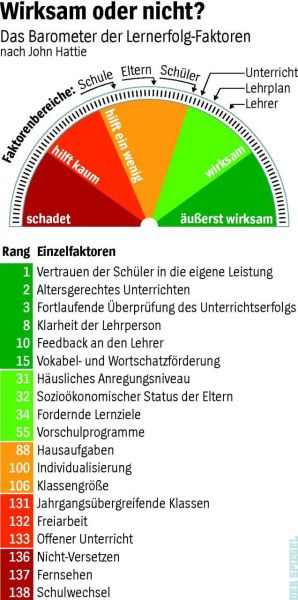 Wirksam oder nicht?
Das Barometer der Lernerfolg-Faktoren
nach John Hattie
Faktorenbereiche:
Schule
Eltern
Schüler
Unterricht
Lehrplan
Lehrer
schadet
hilft kaum
hilft ein wenig
wirksam
äußerst wirksam
Rang Einzelfaktoren
1 Vertrauen der Schüler in die eigene Leistung
2 Altersgerechtes Unterrichten
3 Fortlaufende Überprüfung des Unterrichtserfolgs
8 Klarheit der Lehrperson
10 Feedback an den Lehrer
15 Vokabel- und Wortschatzförderung
31 Häusliches Anregungsniveau
32 Sozioökonomischer Status der Eltern
34 Fordernde Lernziele
55 Vorschulprogramme
88 Hausaufgaben
100 Individualisierung
106 Klassengröße
131 Jahrgangsübergreifende Klassen
132 Freiarbeit
133 Offener Unterricht
136 Nicht-Versetzen
137 Fernsehen
138 Schulwechsel
DER SPIEGEL